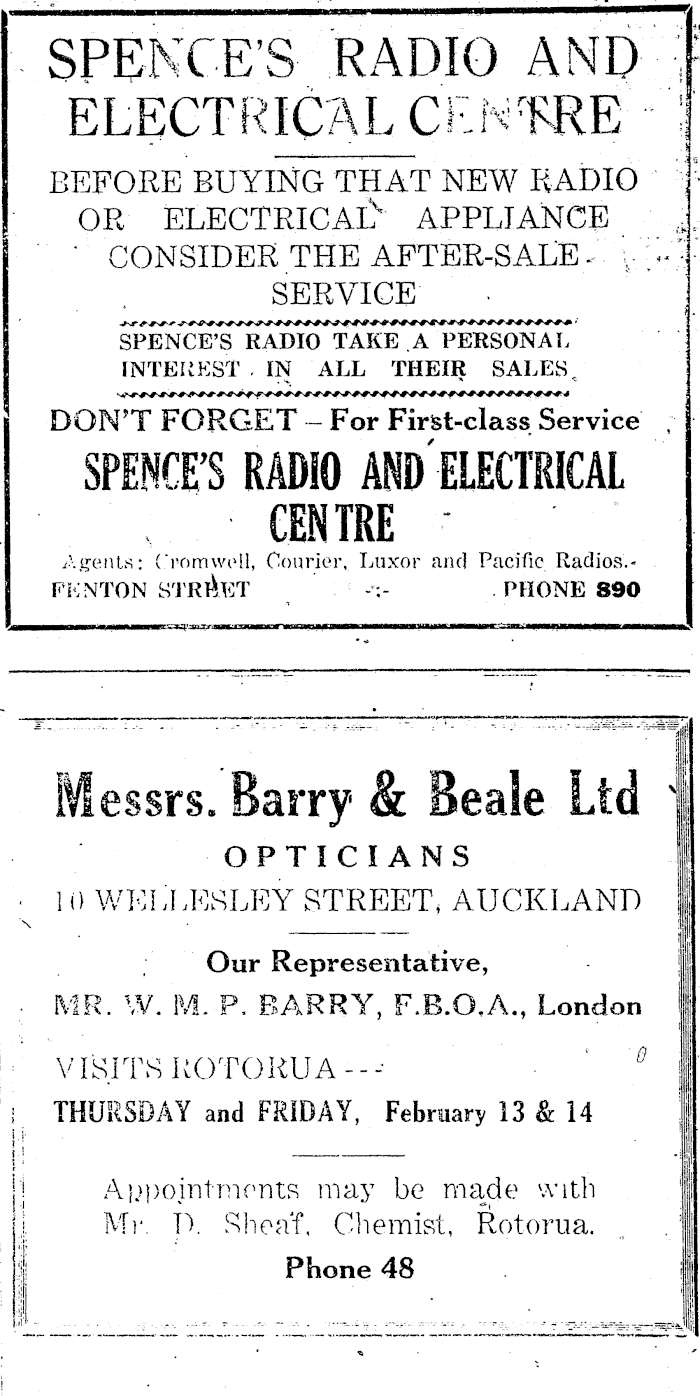 SPENCE'S RADIO AND
ELECTRICAL CENTRE
BEFORE BUYING THAT NEW RADIO
OR ELECTRICAL APPLIANCE
CONSIDER THE AFTER-SALE
SERVICE
SPENCE'S RADIO TAKE A PERSONAL
INTEREST IN ALL THEIR SALES
DON'T FORGET – For First-class Service
SPENCE'S RADIO AND ELECTRICAL
CENTRE
Agents: Cromwell, Courier, Luxor and Pacific Radios.
FENTON STREET -:- PHONE 890
Messrs. Barry & Beale Ltd
OPTICIANS
10 WELLESLEY STREET, AUCKLAND
Our Representative,
MR. W. M. P. BARRY, F.B.O.A., London
VISITS ROTORUA ---
THURSDAY and FRIDAY, February 13 & 14
Appointments may be made with
Mr. D. Sheaf, Chemist, Rotorua.
Phone 48